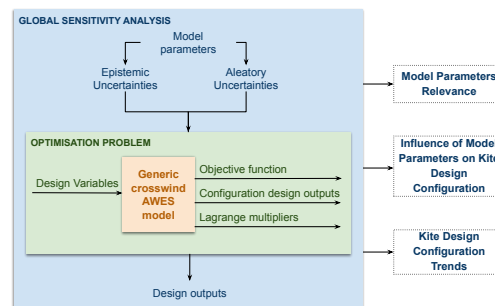 GLOBAL SENSITIVITY ANALYSIS
Model
parameters
Epistemic
Uncertainties
Aleatory
Uncertainties
OPTIMISATION PROBLEM
Design Variables
Generic
crosswind
AWES
model
Objective function
Configuration design outputs
Lagrange multipliers
Design outputs
Model Parameters
Relevance
Influence of Model
Parameters on Kite
Design
Configuration
Kite Design
Configuration
Trends